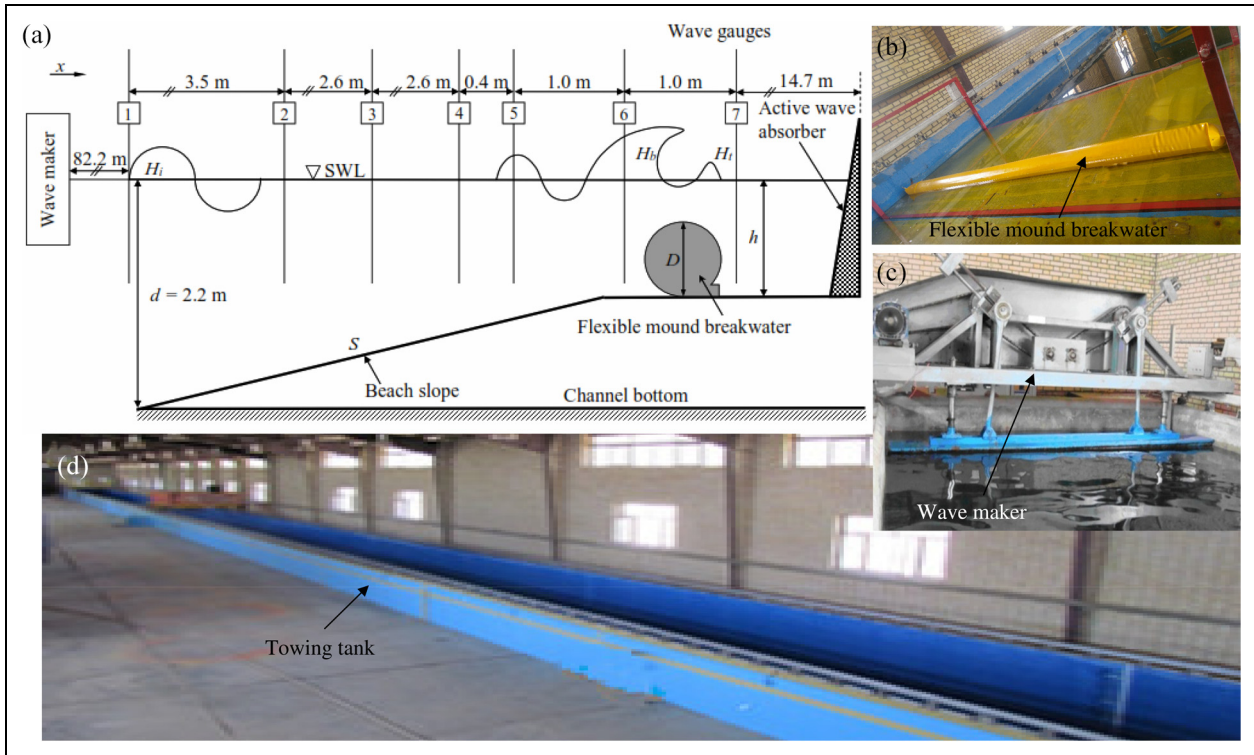 (a)
Wave gauges
x
3.5 m
2.6 m
2.6 m
0.4 m
1.0 m
1.0 m
14.7 m
1
2
3
4
5
6
7
Active wave
absorber
Wave maker
82.2 m
Hi
SWL
Hb
Ht
d = 2.2 m
D
h
Flexible mound breakwater
S
Beach slope
Channel bottom
(b)
Flexible mound breakwater
(c)
Wave maker
(d)
Towing tank